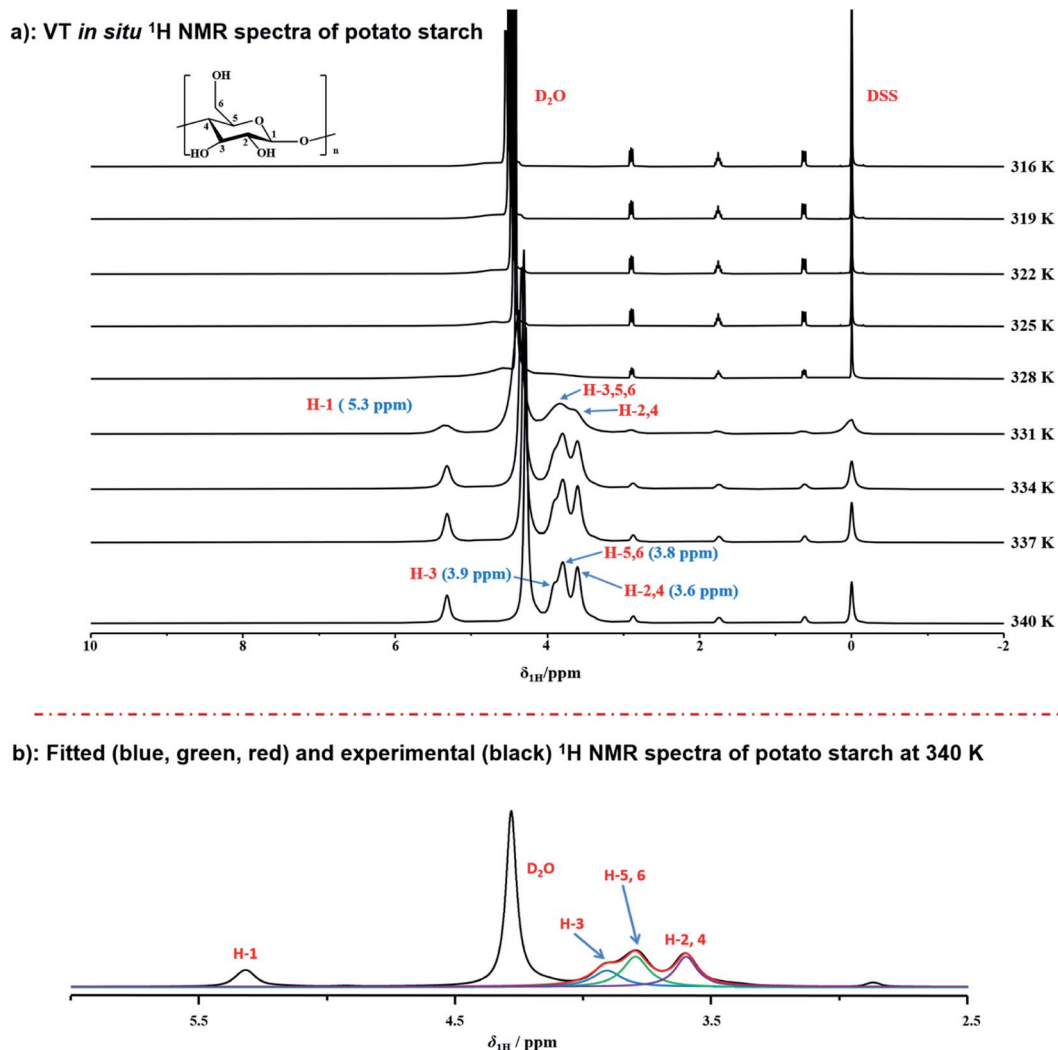 a): VT in situ ¹H NMR spectra of potato starch
OH
6
5
4
1
O
O
HO
3
2
OH
n
D₂O
DSS
316 K
319 K
322 K
325 K
328 K
H-3,5,6
H-1 ( 5.3 ppm)
H-2,4
331 K
334 K
337 K
H-5,6 (3.8 ppm)
H-3 (3.9 ppm)
H-2,4 (3.6 ppm)
340 K
10 8 6 4 2 0 -2
δ₁H/ppm
b): Fitted (blue, green, red) and experimental (black) ¹H NMR spectra of potato starch at 340 K
D₂O
H-5, 6
H-3
H-2, 4
H-1
5.5 4.5 3.5 2.5
δ₁H / ppm